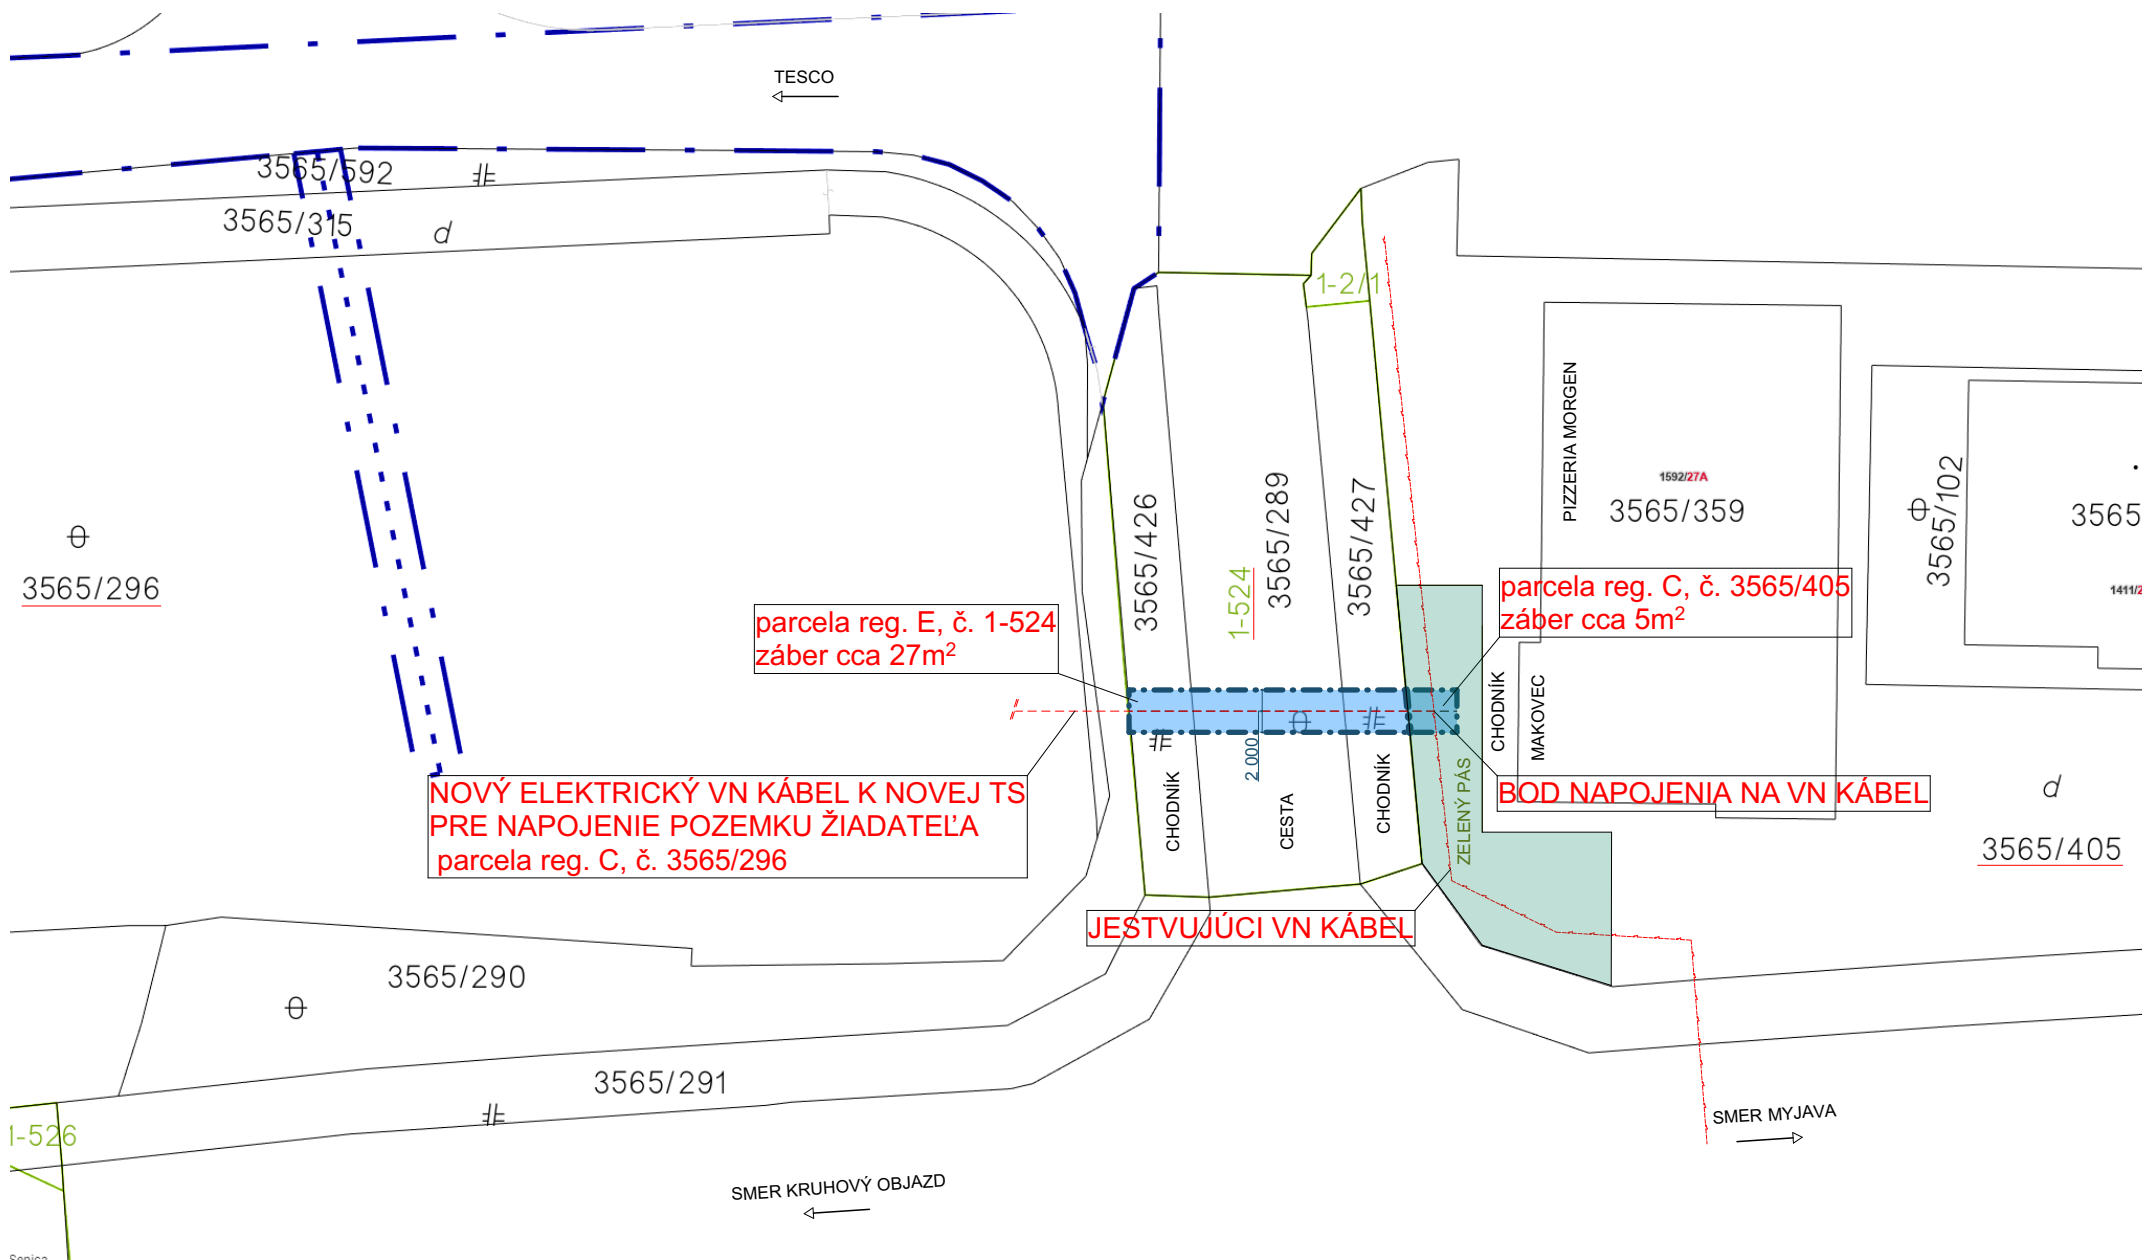 TESCO
3565/592
3565/315
d
1-2/1
PIZZERIA MORGEN
1592/27A
3565/359
3565/102
3565
1411/2
3565/296
3565/426
1-524
3565/289
3565/427
parcela reg. C, č. 3565/405
záber cca 5m²
parcela reg. E, č. 1-524
záber cca 27m²
CHODNÍK
MAKOVEC
2 000
NOVÝ ELEKTRICKÝ VN KÁBEL K NOVEJ TS
PRE NAPOJENIE POZEMKU ŽIADATEĽA
parcela reg. C, č. 3565/296
CHODNÍK
CESTA
CHODNÍK
ZELENÝ PÁS
BOD NAPOJENIA NA VN KÁBEL
d
3565/405
JESTVUJÚCI VN KÁBEL
3565/290
3565/291
1-526
SMER MYJAVA
SMER KRUHOVÝ OBJAZD
Senica